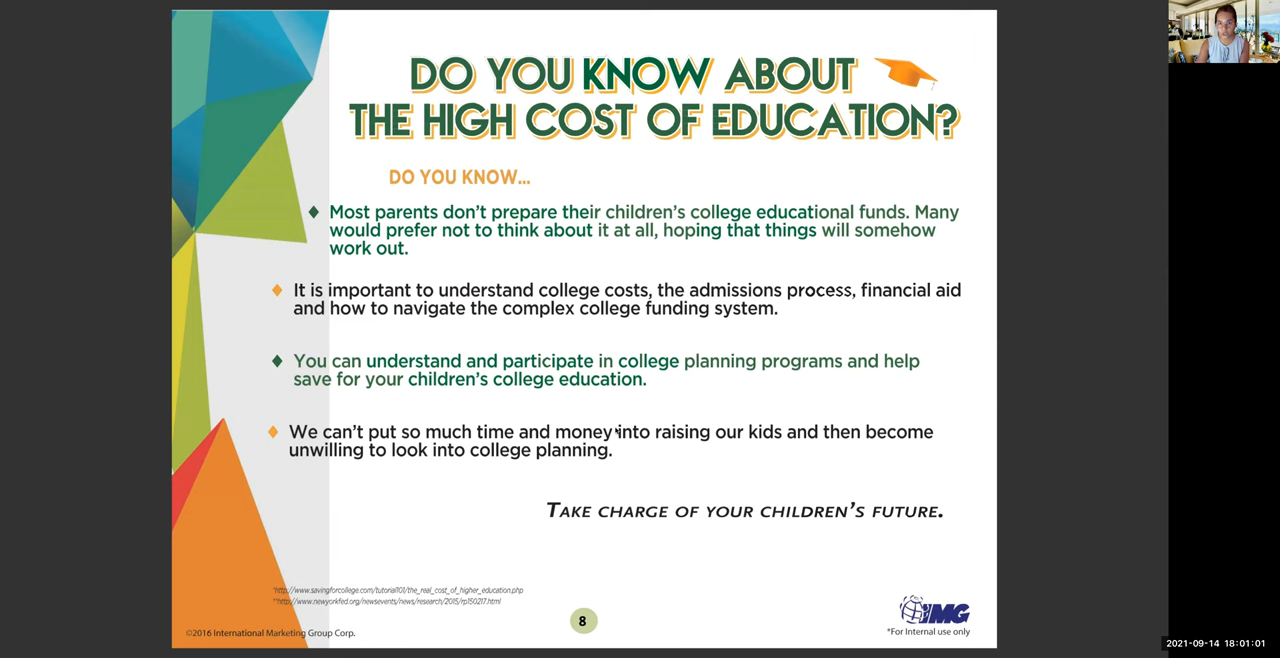 DO YOU KNOW ABOUT
THE HIGH COST OF EDUCATION?
DO YOU KNOW...
Most parents don't prepare their children's college educational funds. Many
would prefer not to think about it at all, hoping that things will somehow
work out.
It is important to understand college costs, the admissions process, financial aid
and how to navigate the complex college funding system.
You can understand and participate in college planning programs and help
save for your children's college education.
We can't put so much time and money into raising our kids and then become
unwilling to look into college planning.
TAKE CHARGE OF YOUR CHILDREN'S FUTURE.
*http://www.savingforcollege.com/tutorial101/the_real_cost_of_higher_education.php
**http://www.newyorkfed.org/newsevents/news/research/2015/rp150217.html
©2016 International Marketing Group Corp.
8
IMG
*For Internal use only
2021-09-14 18:01:01